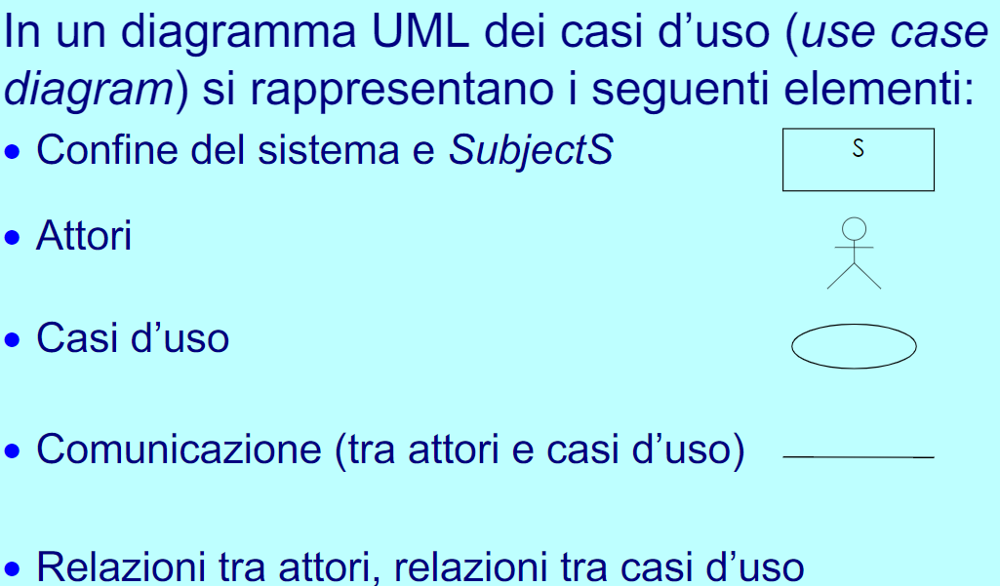 In un diagramma UML dei casi d’uso (use case
diagram) si rappresentano i seguenti elementi:
• Confine del sistema e SubjectS
S
• Attori
• Casi d’uso
• Comunicazione (tra attori e casi d’uso)
• Relazioni tra attori, relazioni tra casi d’uso